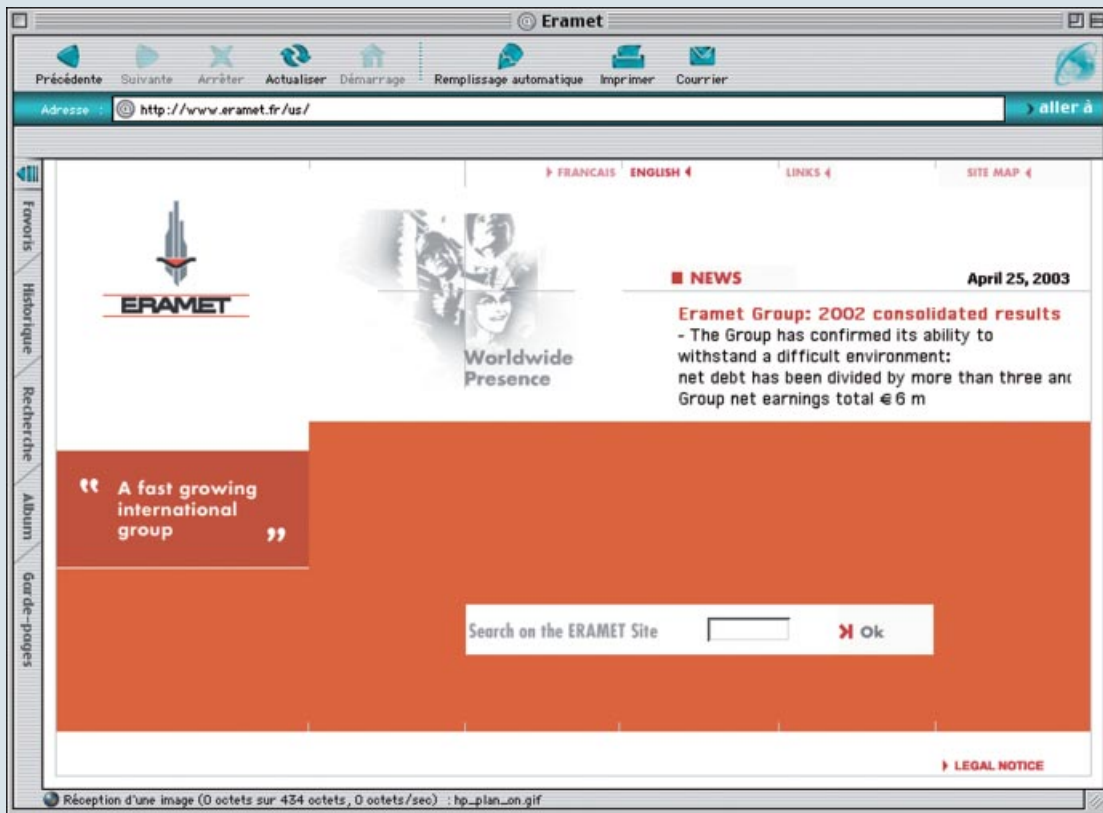 Eramet
Précédente Suivante Arrêter Actualiser Démarrage Remplissage automatique Imprimer Courrier
Adresse : http://www.eramet.fr/us/ aller à
Favoris
Historique
Recherche
Album
Garde-pages
FRANCAIS ENGLISH LINKS SITE MAP
ERAMET
Worldwide
Presence
NEWS April 25, 2003
Eramet Group: 2002 consolidated results
- The Group has confirmed its ability to
withstand a difficult environment:
net debt has been divided by more than three and
Group net earnings total € 6 m
“ A fast growing
international
group ”
Search on the ERAMET Site Ok
LEGAL NOTICE
Réception d'une image (0 octets sur 434 octets, 0 octets/sec) : hp_plan_on.gif